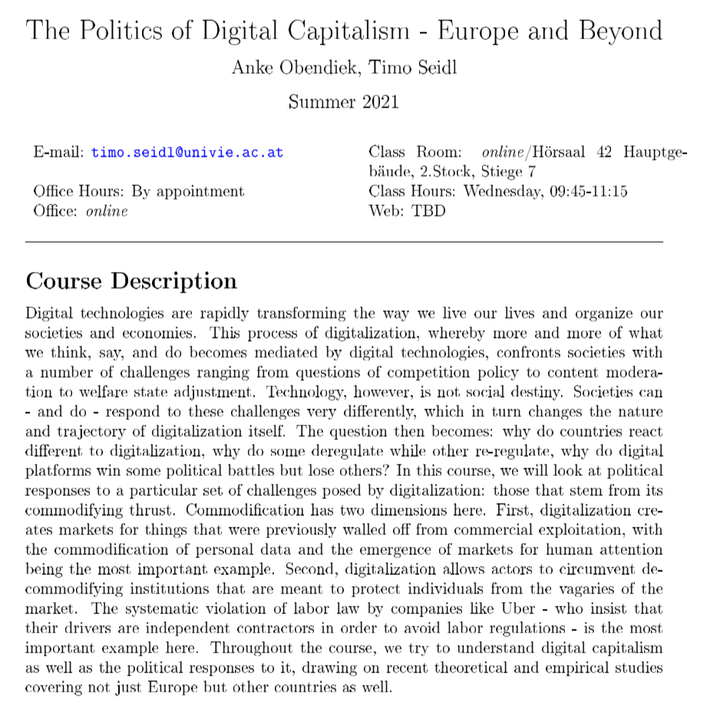 The Politics of Digital Capitalism - Europe and Beyond
Anke Obendiek, Timo Seidl
Summer 2021
E-mail: timo.seidl@univie.ac.at
Office Hours: By appointment
Office: online
Class Room: online/Hörsaal 42 Hauptge-
bäude, 2.Stock, Stiege 7
Class Hours: Wednesday, 09:45-11:15
Web: TBD
Course Description
Digital technologies are rapidly transforming the way we live our lives and organize our
societies and economies. This process of digitalization, whereby more and more of what
we think, say, and do becomes mediated by digital technologies, confronts societies with
a number of challenges ranging from questions of competition policy to content modera-
tion to welfare state adjustment. Technology, however, is not social destiny. Societies can
- and do - respond to these challenges very differently, which in turn changes the nature
and trajectory of digitalization itself. The question then becomes: why do countries react
different to digitalization, why do some deregulate while other re-regulate, why do digital
platforms win some political battles but lose others? In this course, we will look at political
responses to a particular set of challenges posed by digitalization: those that stem from its
commodifying thrust. Commodification has two dimensions here. First, digitalization cre-
ates markets for things that were previously walled off from commercial exploitation, with
the commodification of personal data and the emergence of markets for human attention
being the most important example. Second, digitalization allows actors to circumvent de-
commodifying institutions that are meant to protect individuals from the vagaries of the
market. The systematic violation of labor law by companies like Uber - who insist that
their drivers are independent contractors in order to avoid labor regulations - is the most
important example here. Throughout the course, we try to understand digital capitalism
as well as the political responses to it, drawing on recent theoretical and empirical studies
covering not just Europe but other countries as well.